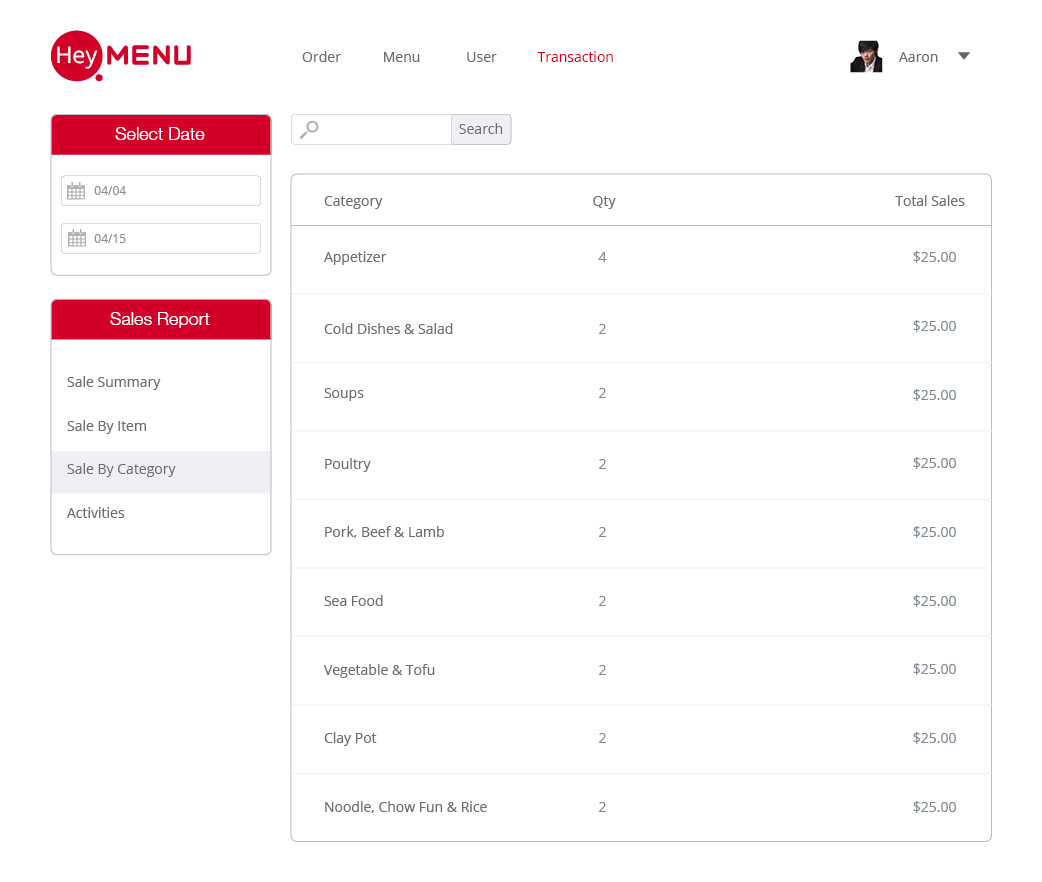 Hey MENU
Order Menu User Transaction Aaron
Select Date
04/04
04/15
Sales Report
Sale Summary
Sale By Item
Sale By Category
Activities
Search
Category Qty Total Sales
Appetizer 4 $25.00
Cold Dishes & Salad 2 $25.00
Soups 2 $25.00
Poultry 2 $25.00
Pork, Beef & Lamb 2 $25.00
Sea Food 2 $25.00
Vegetable & Tofu 2 $25.00
Clay Pot 2 $25.00
Noodle, Chow Fun & Rice 2 $25.00